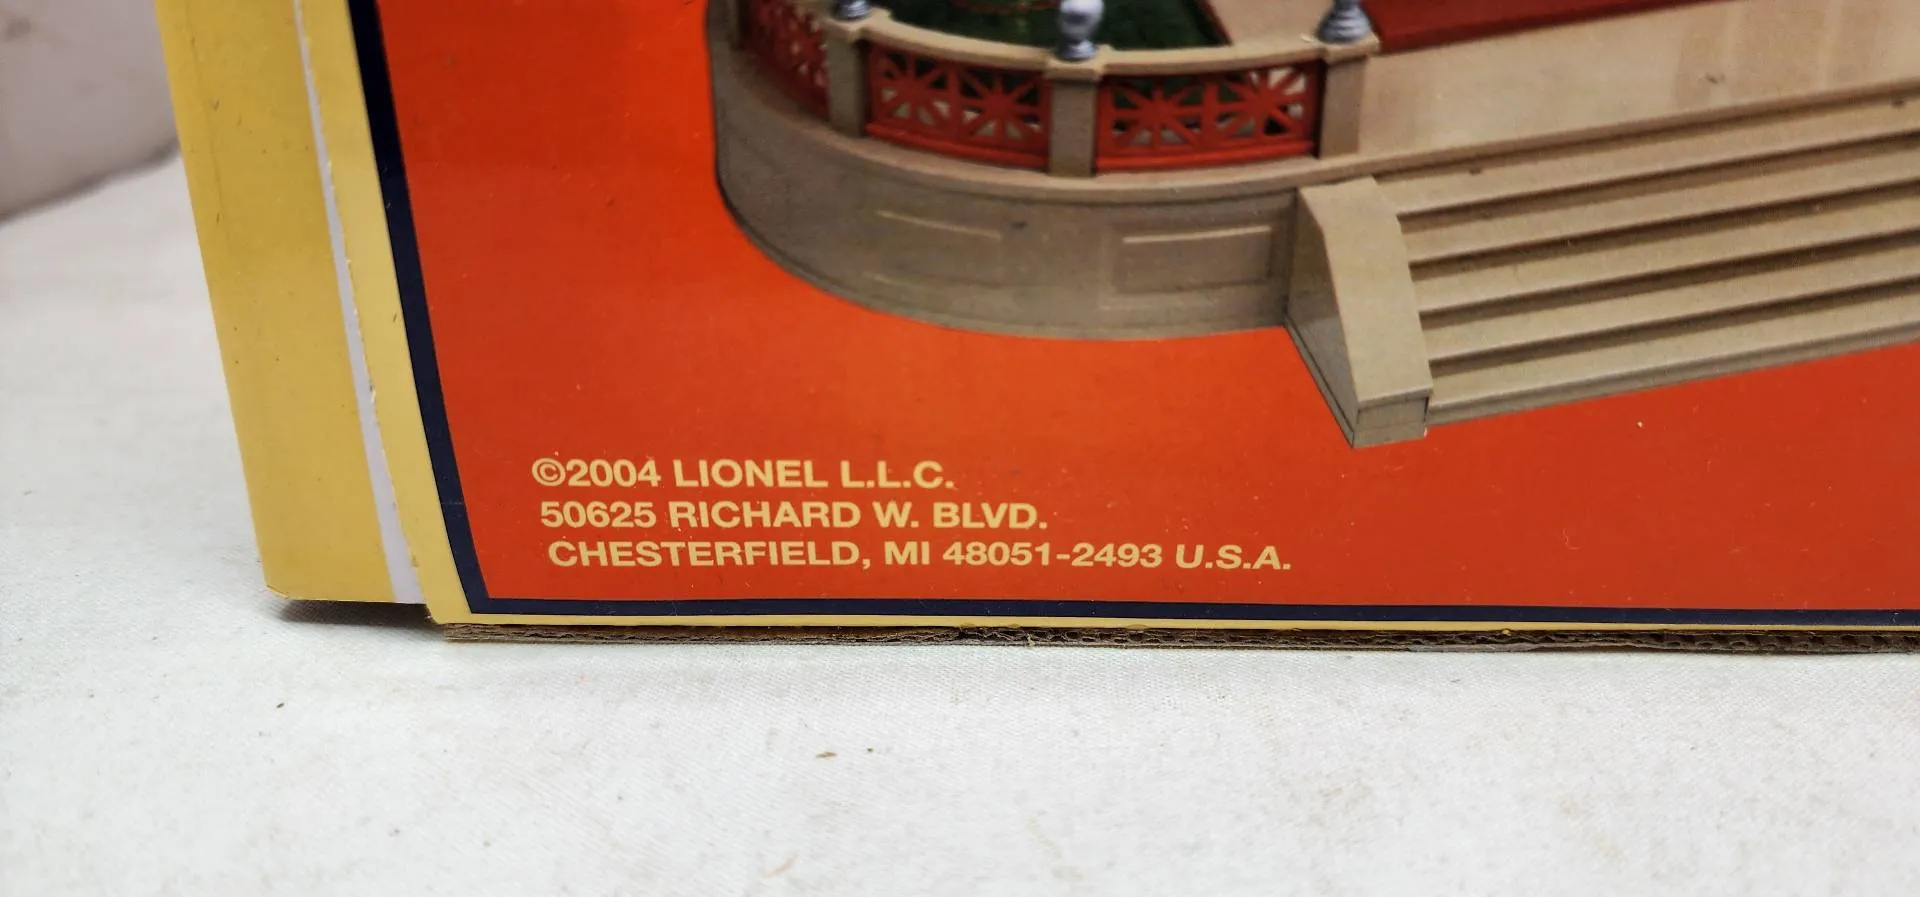 ©2004 LIONEL L.L.C.
50625 RICHARD W. BLVD.
CHESTERFIELD, MI 48051-2493 U.S.A.